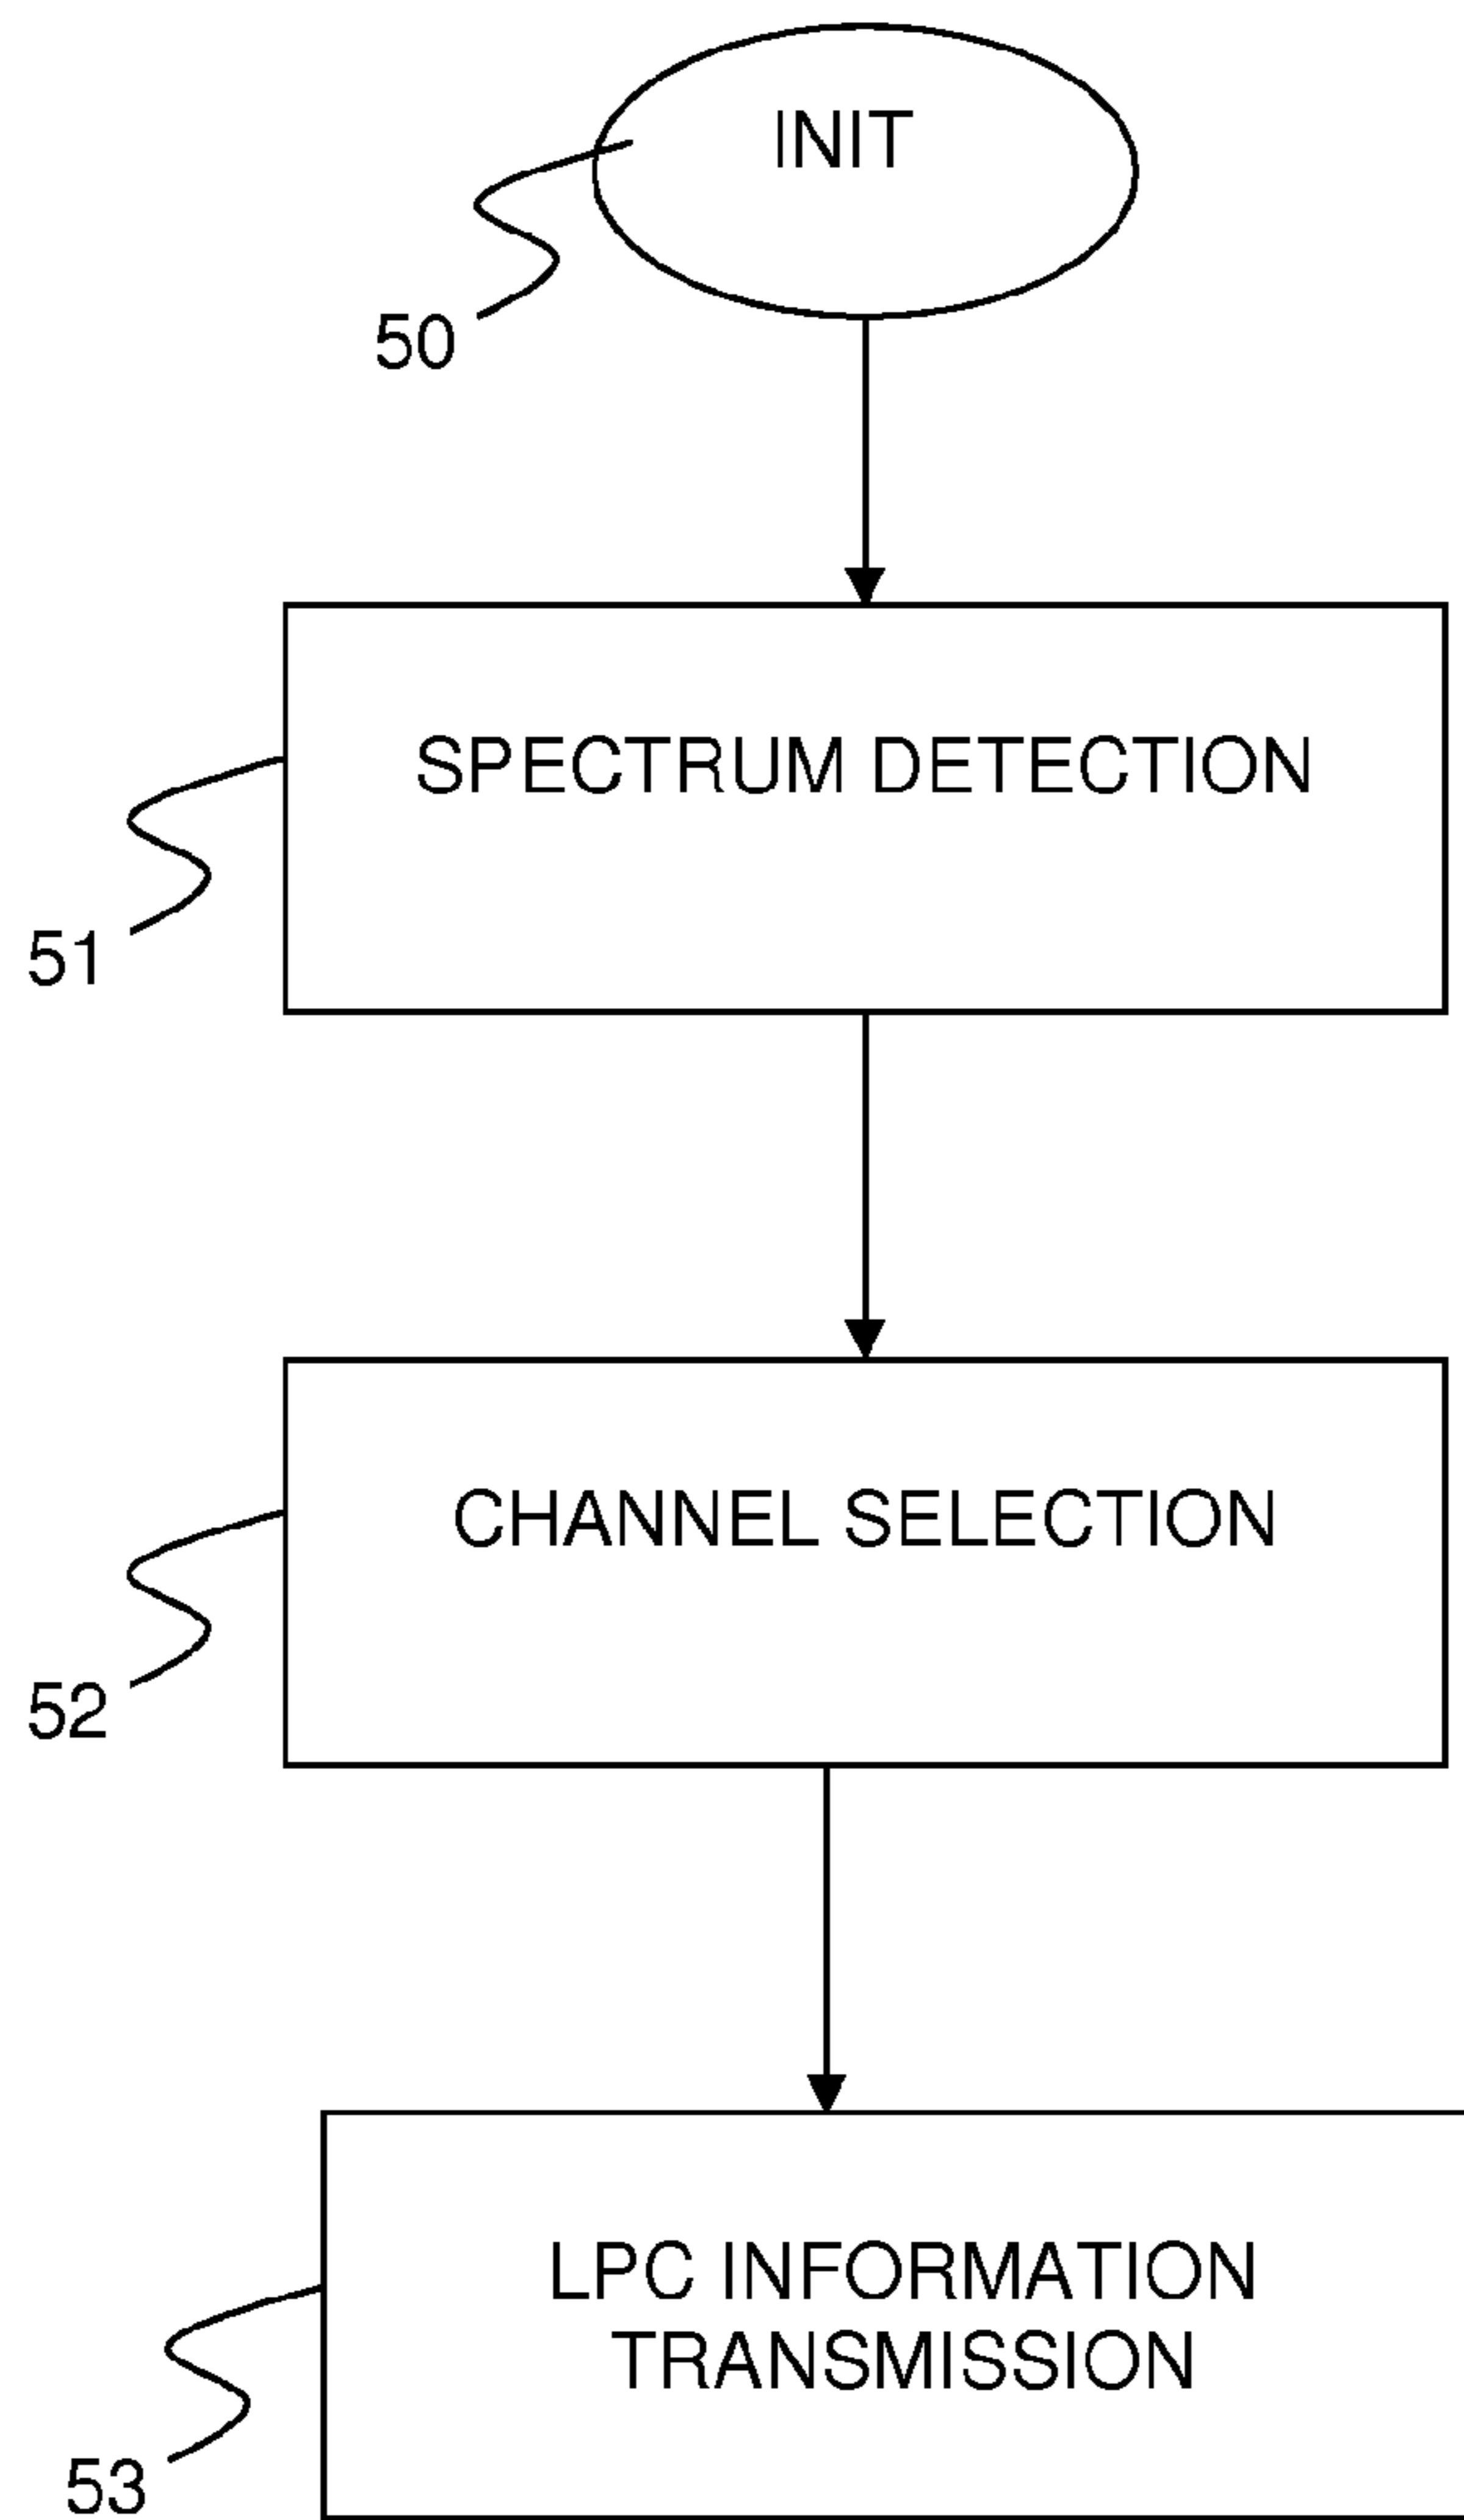 INIT
50
SPECTRUM DETECTION
51
CHANNEL SELECTION
52
LPC INFORMATION
TRANSMISSION
53